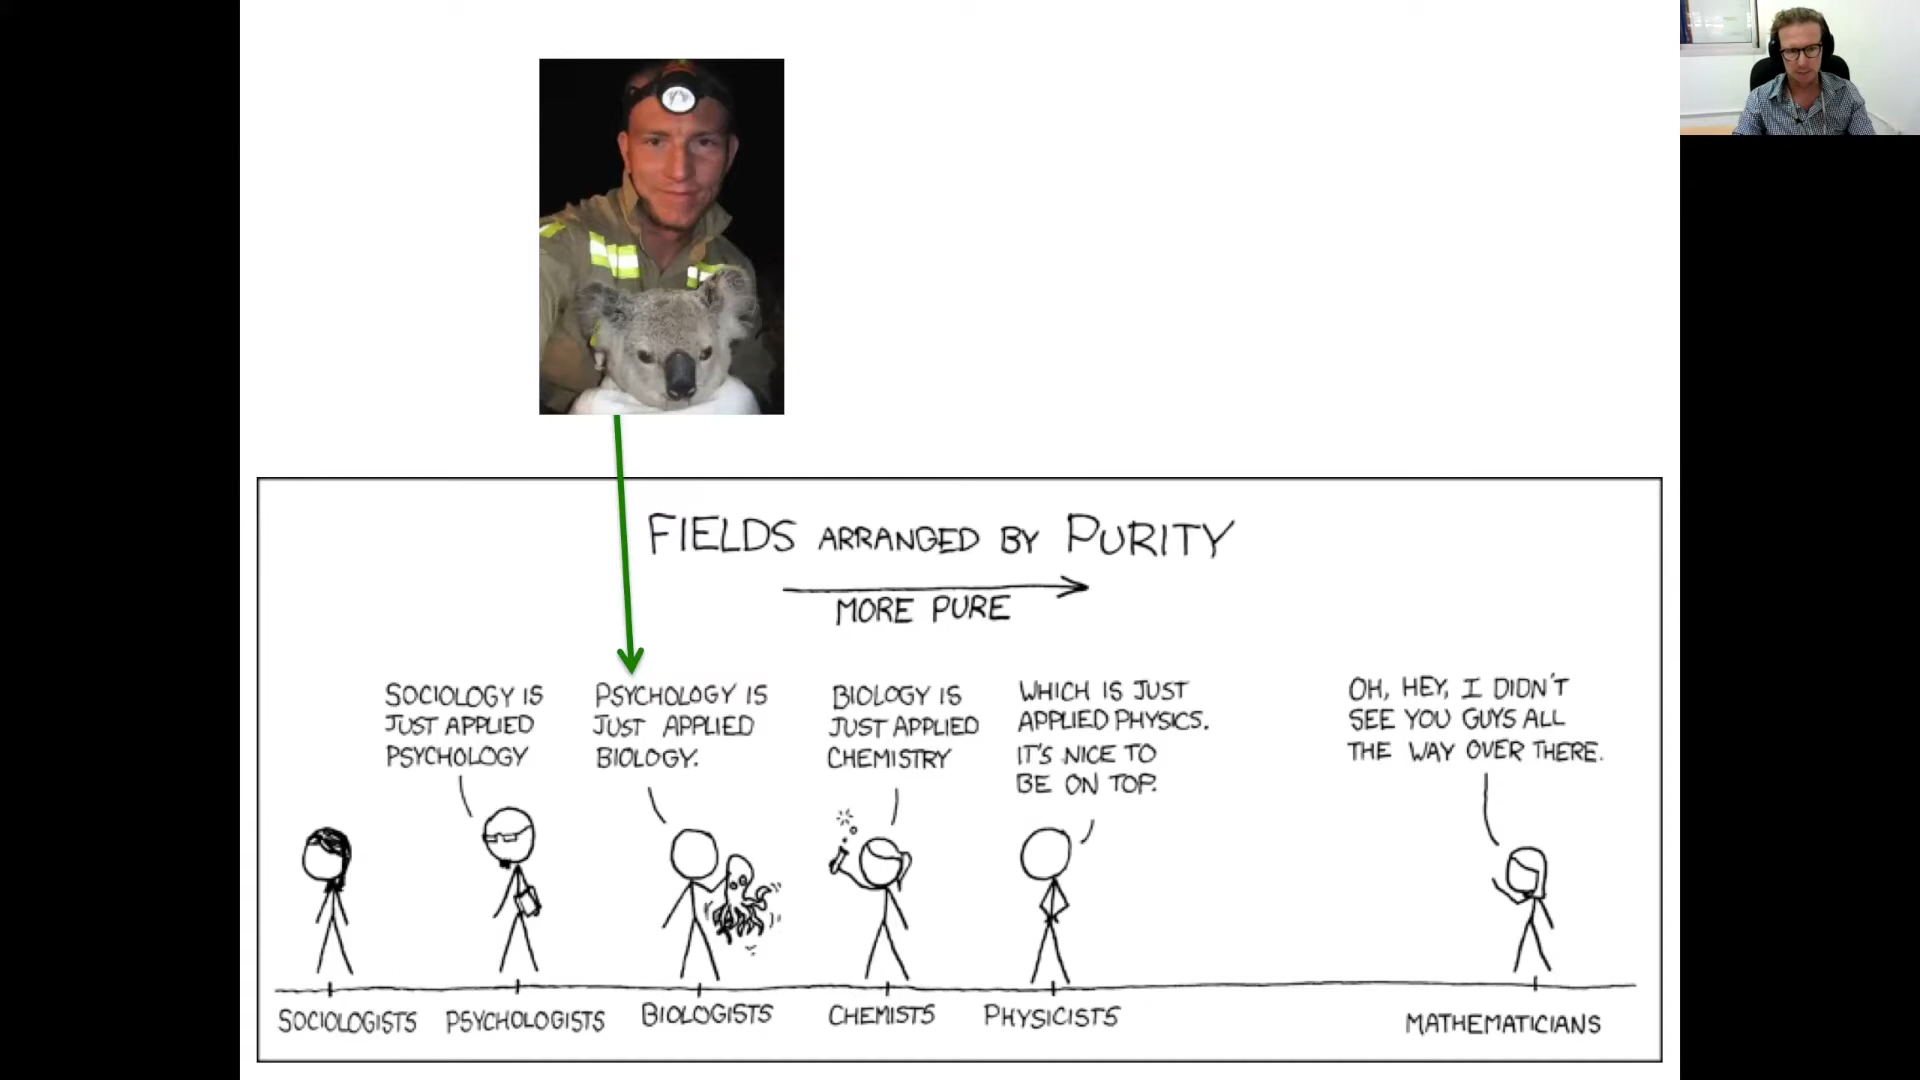 FIELDS ARRANGED BY PURITY
MORE PURE
SOCIOLOGY IS
JUST APPLIED
PSYCHOLOGY
PSYCHOLOGY IS
JUST APPLIED
BIOLOGY.
BIOLOGY IS
JUST APPLIED
CHEMISTRY
WHICH IS JUST
APPLIED PHYSICS.
IT'S NICE TO
BE ON TOP.
OH, HEY, I DIDN'T
SEE YOU GUYS ALL
THE WAY OVER THERE.
SOCIOLOGISTS
PSYCHOLOGISTS
BIOLOGISTS
CHEMISTS
PHYSICISTS
MATHEMATICIANS